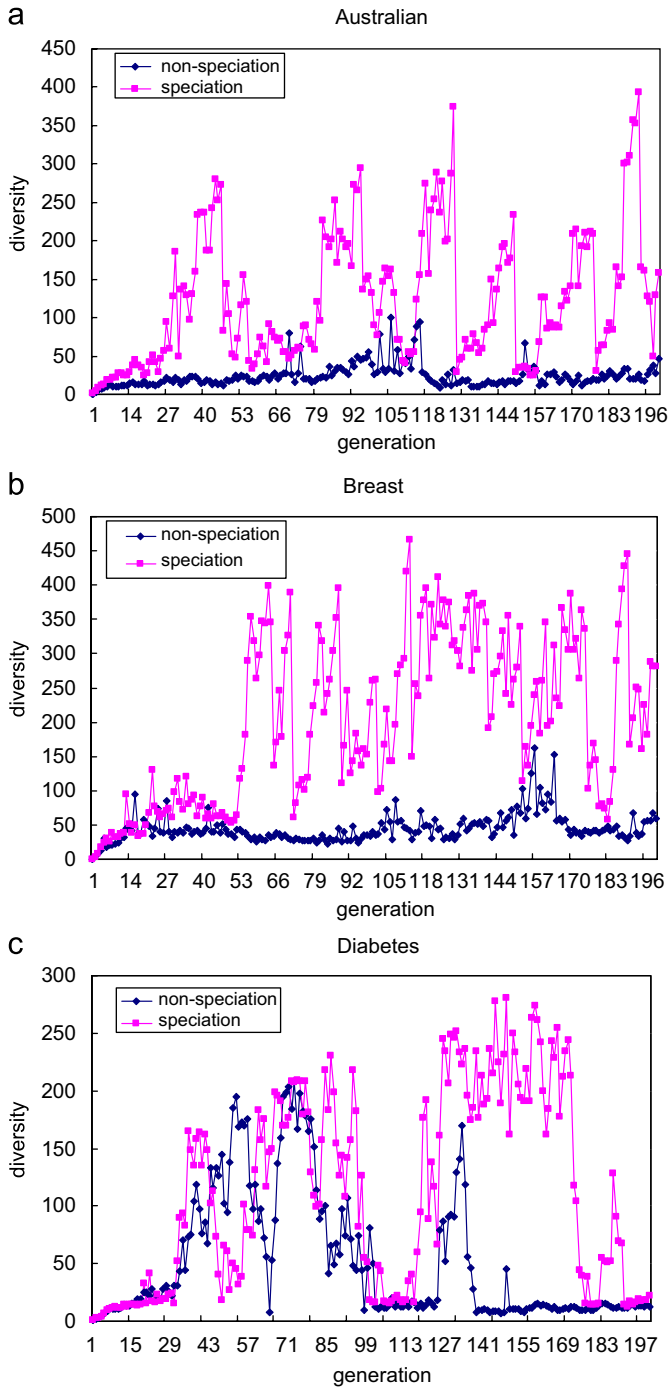 a
Australian
450
400
350
300
250
200
150
100
50
0
diversity
non-speciation
speciation
1 14 27 40 53 66 79 92 105 118 131 144 157 170 183 196
generation
b
Breast
500
450
400
350
300
250
200
150
100
50
0
diversity
non-speciation
speciation
1 14 27 40 53 66 79 92 105 118 131 144 157 170 183 196
generation
c
Diabetes
300
250
200
150
100
50
0
diversity
non-speciation
speciation
1 15 29 43 57 71 85 99 113 127 141 155 169 183 197
generation